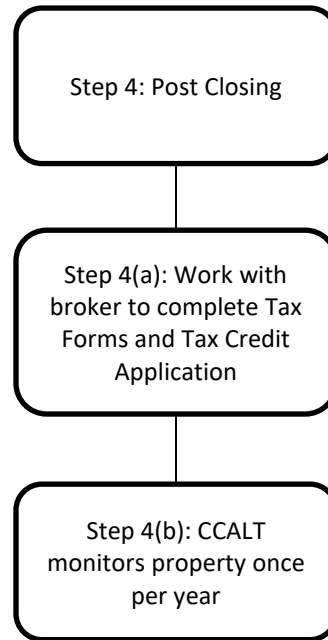 Step 4: Post Closing
Step 4(a): Work with
broker to complete Tax
Forms and Tax Credit
Application
Step 4(b): CCALT
monitors property once
per year